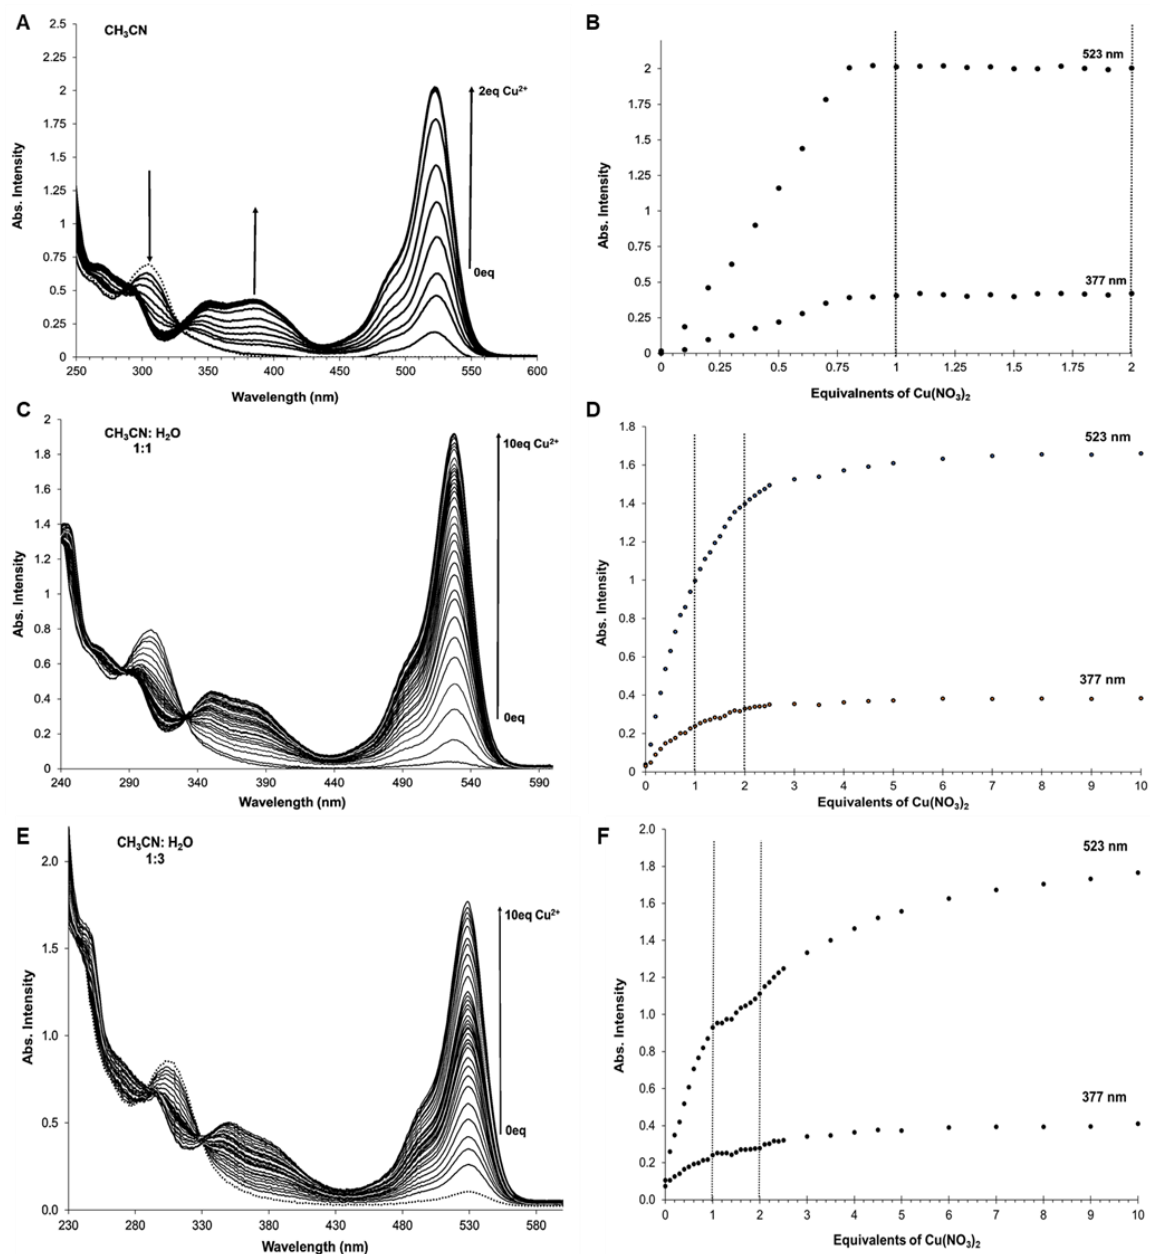 A
CH₃CN
2.5
2.25
2
1.75
1.5
1.25
1
0.75
0.5
0.25
0
2eq Cu²⁺
0eq
250 300 350 400 450 500 550 600
Abs. Intensity
Wavelength (nm)
B
523 nm
377 nm
2
1.75
1.5
1.25
1
0.75
0.5
0.25
0
0 0.25 0.5 0.75 1 1.25 1.5 1.75 2
Abs. Intensity
Equivalnents of Cu(NO₃)₂
C
CH₃CN: H₂O
1:1
2
1.8
1.6
1.4
1.2
1
0.8
0.6
0.4
0.2
0
10eq Cu²⁺
0eq
240 290 340 390 440 490 540 590
Abs. Intensity
Wavelength (nm)
D
523 nm
377 nm
1.8
1.6
1.4
1.2
1
0.8
0.6
0.4
0.2
0
0 1 2 3 4 5 6 7 8 9 10
Abs. Intensity
Equivalents of Cu(NO₃)₂
E
CH₃CN: H₂O
1:3
2.0
1.5
1.0
0.5
0.0
10eq Cu²⁺
0eq
230 280 330 380 430 480 530 580
Abs. Intensity
Wavelength (nm)
F
523 nm
377 nm
2.0
1.8
1.6
1.4
1.2
1.0
0.8
0.6
0.4
0.2
0.0
0 1 2 3 4 5 6 7 8 9 10
Abs. Intensity
Equivalents of Cu(NO₃)₂